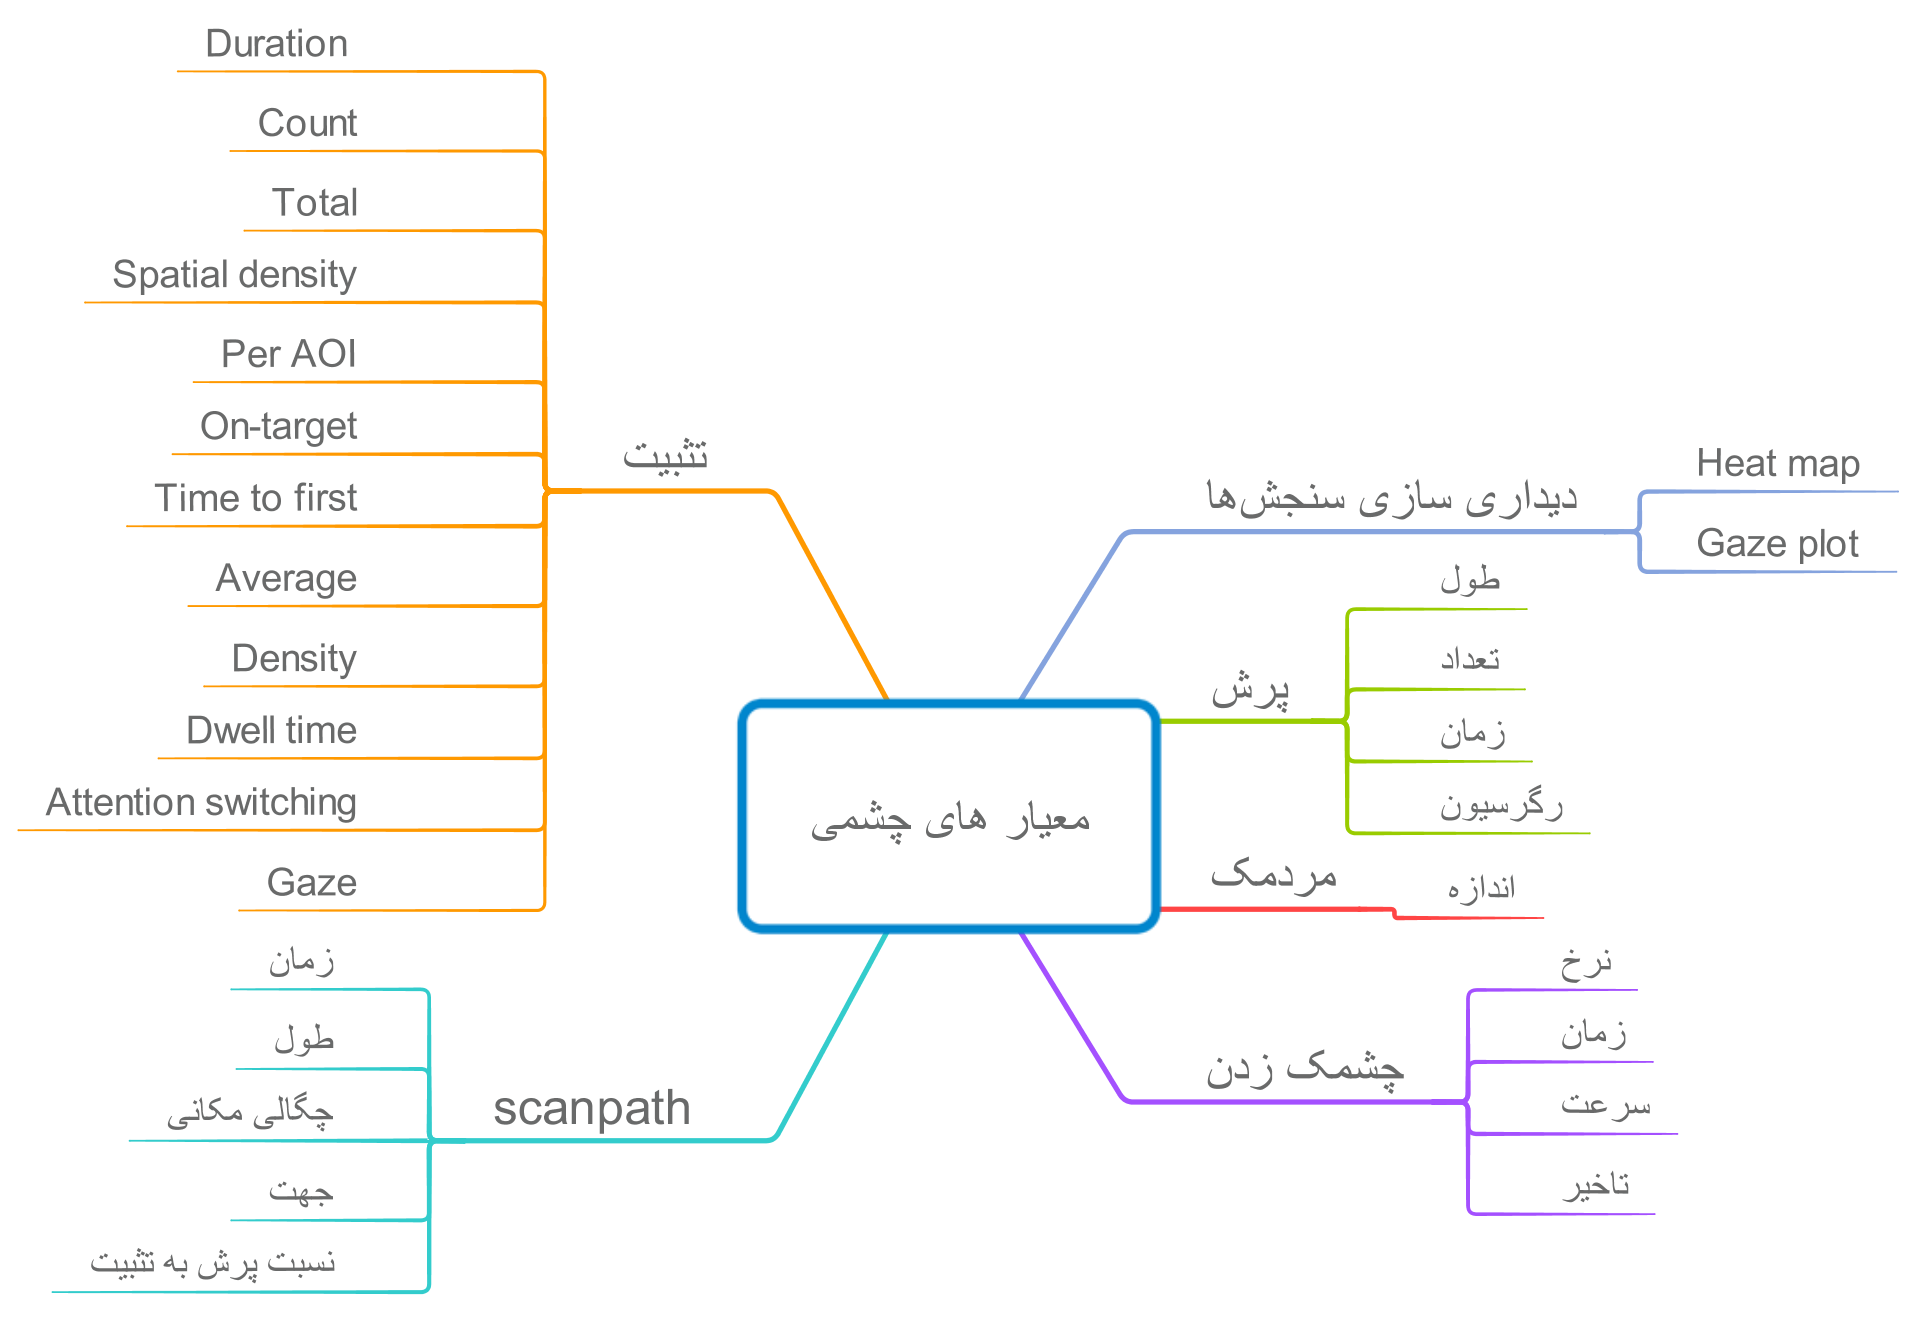 معیار های چشمی
تثبیت
Duration
Count
Total
Spatial density
Per AOI
On-target
Time to first
Average
Density
Dwell time
Attention switching
Gaze
دیداری سازی سنجش‌ها
Heat map
Gaze plot
پرش
طول
تعداد
زمان
رگرسیون
مردمک
اندازه
چشمک زدن
نرخ
زمان
سرعت
تاخیر
scanpath
زمان
طول
چگالی مکانی
جهت
نسبت پرش به تثبیت